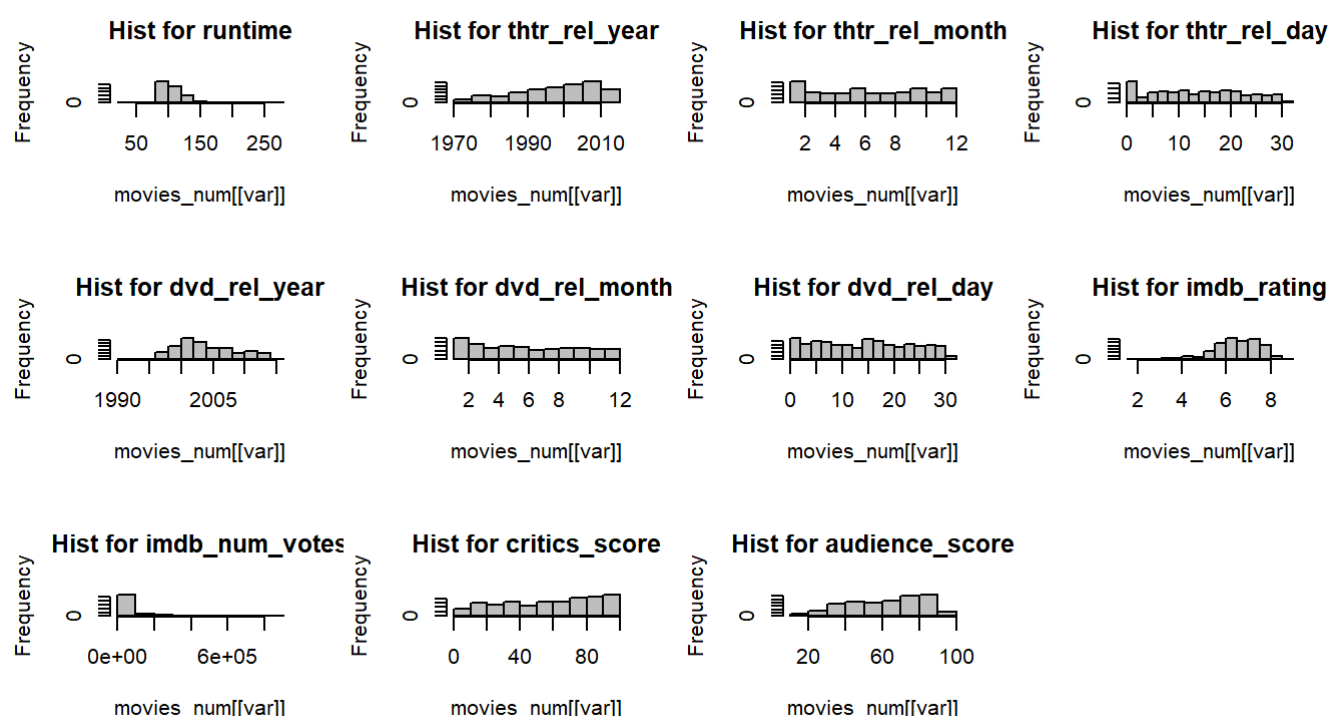 Hist for runtime
Frequency
0
50 150 250
movies_num[[var]]
Hist for thtr_rel_year
Frequency
0
1970 1990 2010
movies_num[[var]]
Hist for thtr_rel_month
Frequency
0
2 4 6 8 12
movies_num[[var]]
Hist for thtr_rel_day
Frequency
0
0 10 20 30
movies_num[[var]]
Hist for dvd_rel_year
Frequency
0
1990 2005
movies_num[[var]]
Hist for dvd_rel_month
Frequency
0
2 4 6 8 12
movies_num[[var]]
Hist for dvd_rel_day
Frequency
0
0 10 20 30
movies_num[[var]]
Hist for imdb_rating
Frequency
0
2 4 6 8
movies_num[[var]]
Hist for imdb_num_votes
Frequency
0
0e+00 6e+05
movies_num[[var]]
Hist for critics_score
Frequency
0
0 40 80
movies_num[[var]]
Hist for audience_score
Frequency
0
20 60 100
movies_num[[var]]